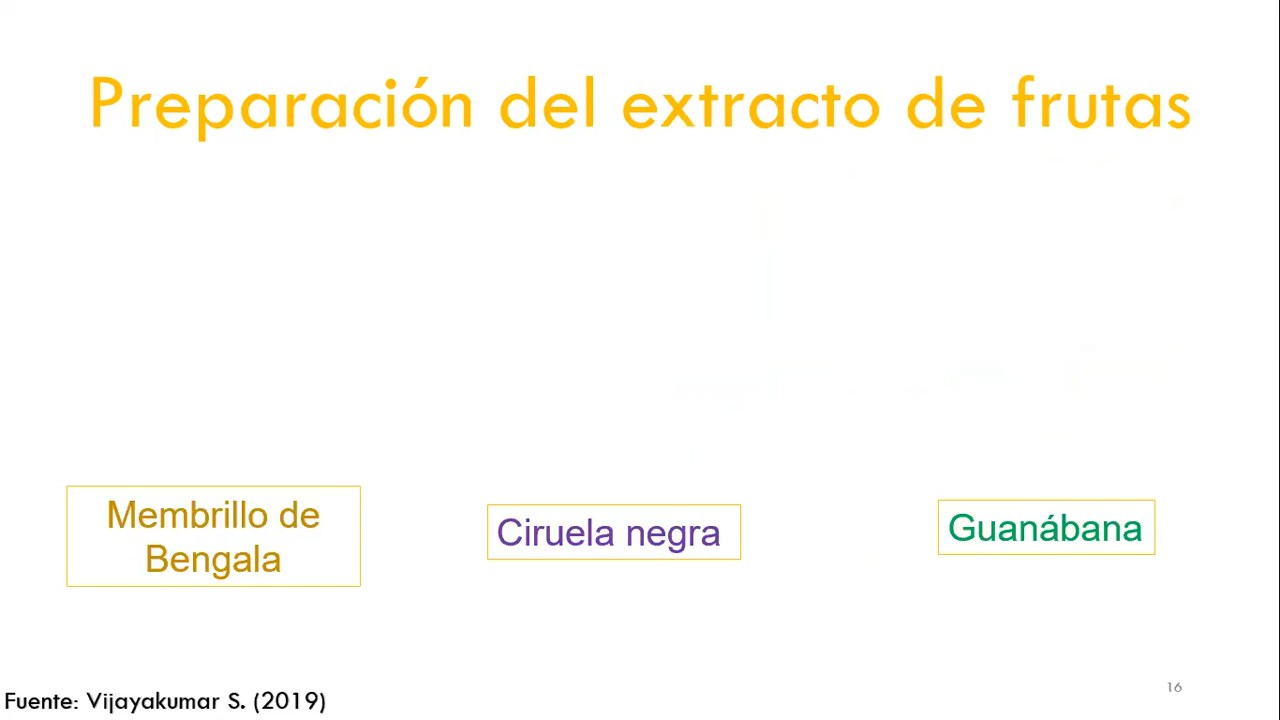 Preparación del extracto de frutas
Membrillo de
Bengala
Ciruela negra
Guanábana
Fuente: Vijayakumar S. (2019)
16